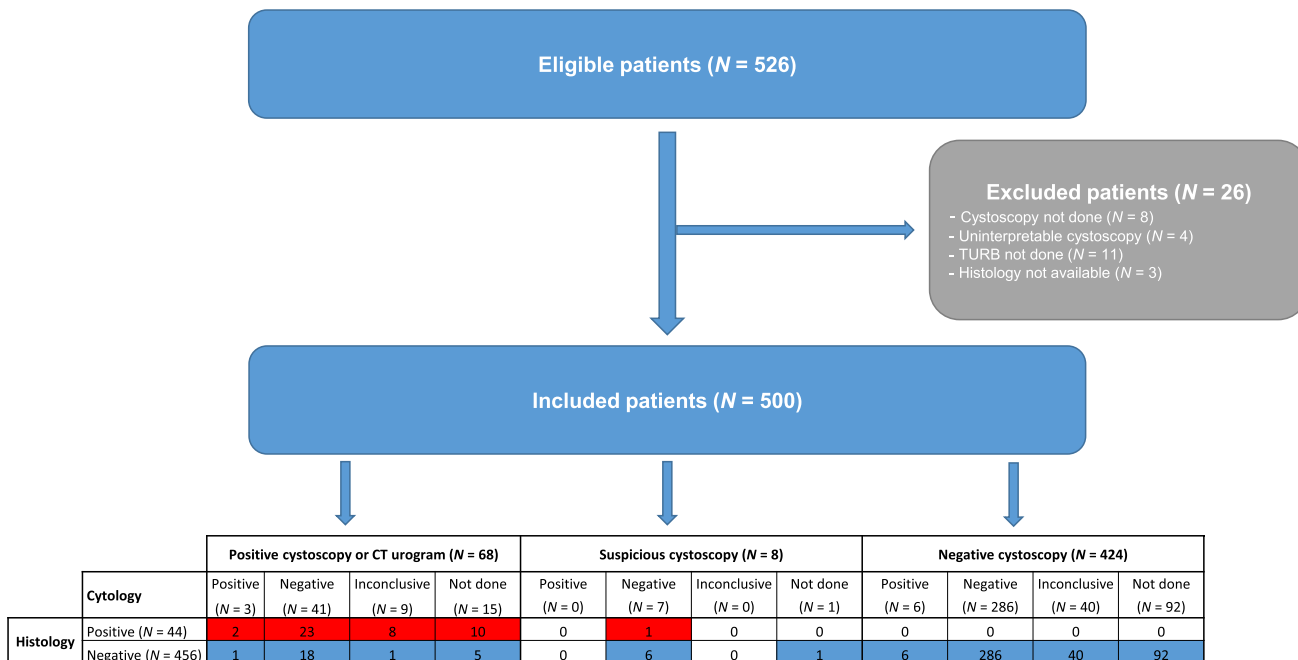 Eligible patients (N = 526)
Excluded patients (N = 26)
- Cystoscopy not done (N = 8)
- Uninterpretable cystoscopy (N = 4)
- TURB not done (N = 11)
- Histology not available (N = 3)
Included patients (N = 500)
Positive cystoscopy or CT urogram (N = 68) Suspicious cystoscopy (N = 8) Negative cystoscopy (N = 424)
Cytology
Positive Negative Inconclusive Not done Positive Negative Inconclusive Not done Positive Negative Inconclusive Not done
(N = 3) (N = 41) (N = 9) (N = 15) (N = 0) (N = 7) (N = 0) (N = 1) (N = 6) (N = 286) (N = 40) (N = 92)
Histology
Positive (N = 44) 2 23 8 10 0 1 0 0 0 0 0 0
Negative (N = 456) 1 18 1 5 0 6 0 1 6 286 40 92